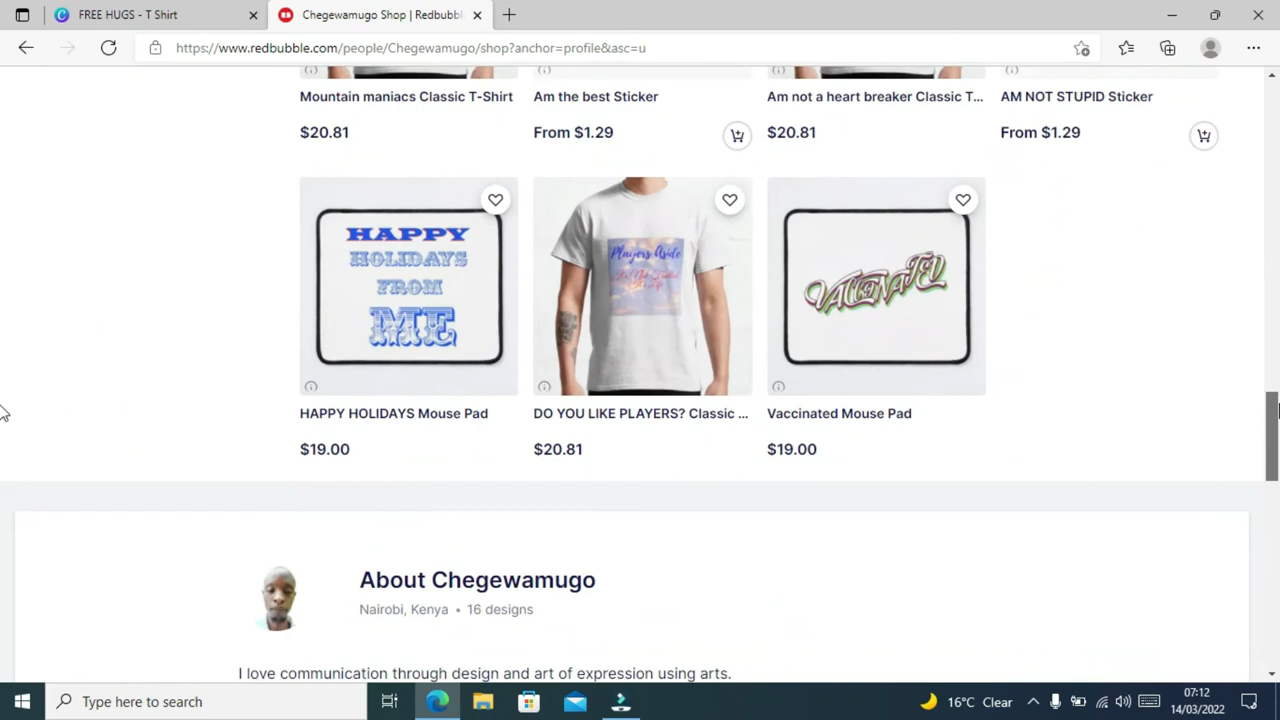 FREE HUGS - T Shirt
Chegewamugo Shop | Redbubble
https://www.redbubble.com/people/Chegewamugo/shop?anchor=profile&asc=u
Mountain maniacs Classic T-Shirt
Am the best Sticker
Am not a heart breaker Classic T...
AM NOT STUPID Sticker
$20.81
From $1.29
$20.81
From $1.29
HAPPY
HOLIDAYS
FROM
ME
Players Aside
VACCINATED
HAPPY HOLIDAYS Mouse Pad
DO YOU LIKE PLAYERS? Classic ...
Vaccinated Mouse Pad
$19.00
$20.81
$19.00
About Chegewamugo
Nairobi, Kenya • 16 designs
I love communication through design and art of expression using arts.
Type here to search
16°C Clear
07:12
14/03/2022